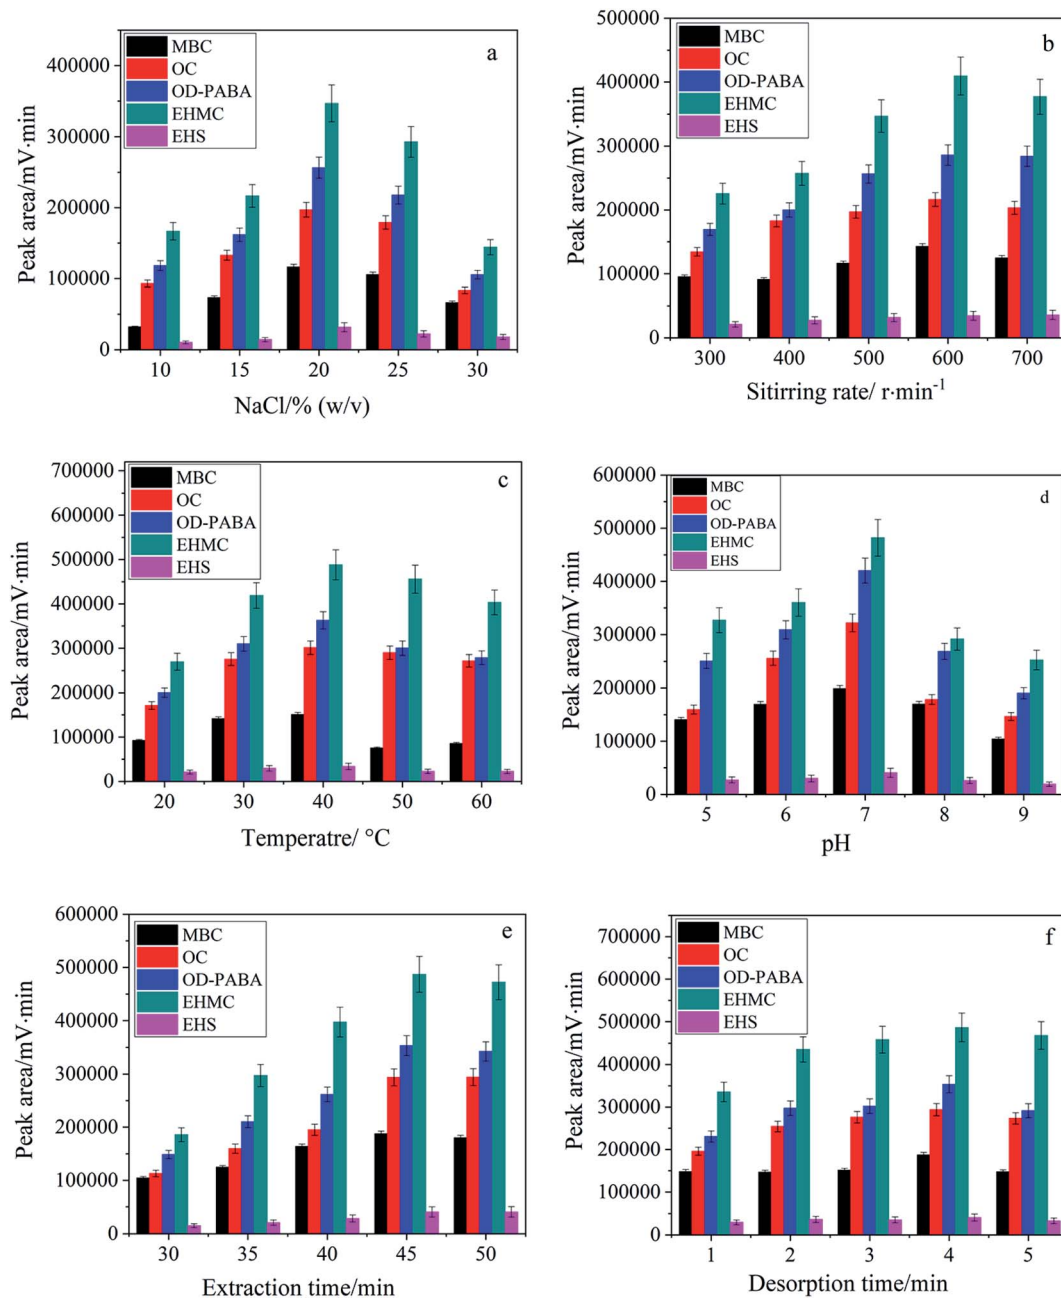 a
MBC
OC
OD-PABA
EHMC
EHS
Peak area/mV·min
400000
300000
200000
100000
0
10 15 20 25 30
NaCl/% (w/v)
b
MBC
OC
OD-PABA
EHMC
EHS
Peak area/mV·min
500000
400000
300000
200000
100000
0
300 400 500 600 700
Sitirring rate/ r·min⁻¹
c
MBC
OC
OD-PABA
EHMC
EHS
Peak area/mV·min
700000
600000
500000
400000
300000
200000
100000
0
20 30 40 50 60
Temperatre/ °C
d
MBC
OC
OD-PABA
EHMC
EHS
Peak area/mV·min
600000
500000
400000
300000
200000
100000
0
5 6 7 8 9
pH
e
MBC
OC
OD-PABA
EHMC
EHS
Peak area/mV·min
600000
500000
400000
300000
200000
100000
0
30 35 40 45 50
Extraction time/min
f
MBC
OC
OD-PABA
EHMC
EHS
Peak area/mV·min
700000
600000
500000
400000
300000
200000
100000
0
1 2 3 4 5
Desorption time/min